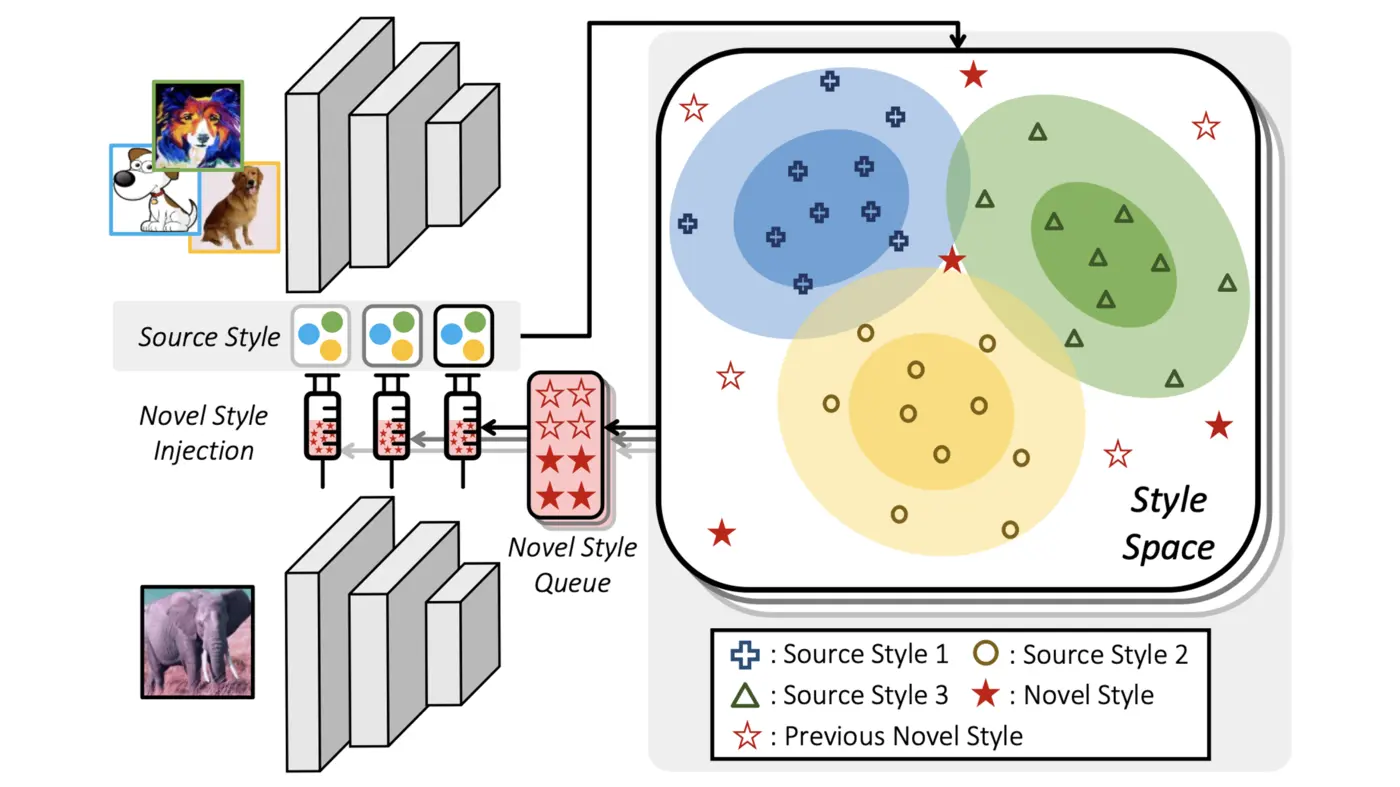 Source Style
Novel Style
Injection
Novel Style
Queue
Style
Space
: Source Style 1
: Source Style 2
: Source Style 3
: Novel Style
: Previous Novel Style